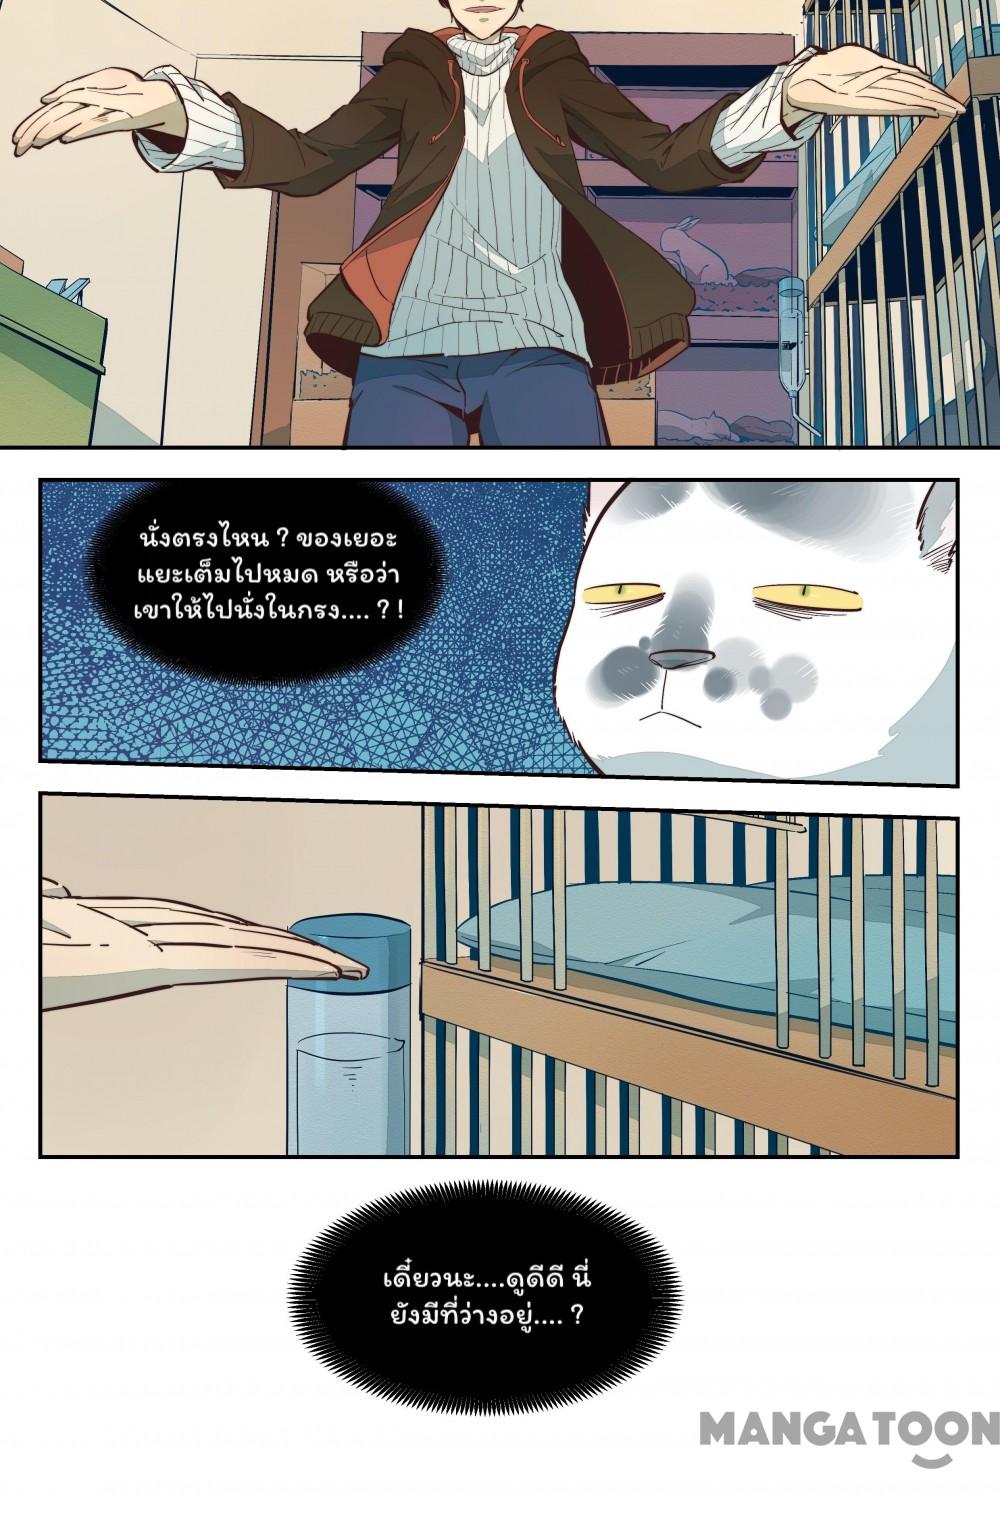 นั่งตรงไหน ? ของเยอะ
แยะเต็มไปหมด หรือว่า
เขาให้ไปนั่งในกรง.... ? !
เดี๋ยวนะ....ดูดีดี นี่
ยังมีที่ว่างอยู่.... ?
MANGATOON